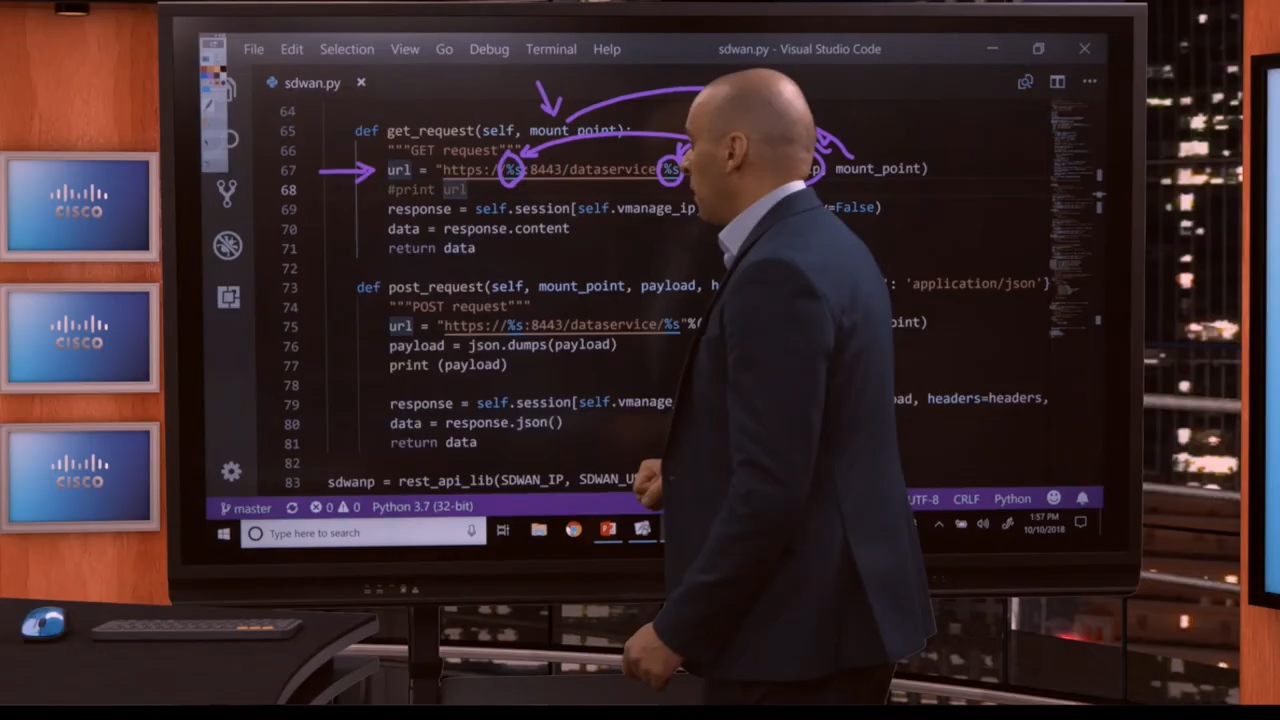 File Edit Selection View Go Debug Terminal Help sdwan.py - Visual Studio Code
sdwan.py
64
65 def get_request(self, mount_point):
66 """GET request"""
67 url = "https://%s:8443/dataservice %s mount_point)
68 #print url
69 response = self.session[self.vmanage_ip] =False)
70 data = response.content
71 return data
72
73 def post_request(self, mount_point, payload, h ': 'application/json'}
74 """POST request"""
75 url = "https://%s:8443/dataservice/%s"%( oint)
76 payload = json.dumps(payload)
77 print (payload)
78
79 response = self.session[self.vmanage ad, headers=headers,
80 data = response.json()
81 return data
82
83 sdwanp = rest_api_lib(SDWAN_IP, SDWAN_U
master 0 0 Python 3.7 (32-bit) UTF-8 CRLF Python
Type here to search 1:57 PM
10/10/2018
CISCO
CISCO
CISCO